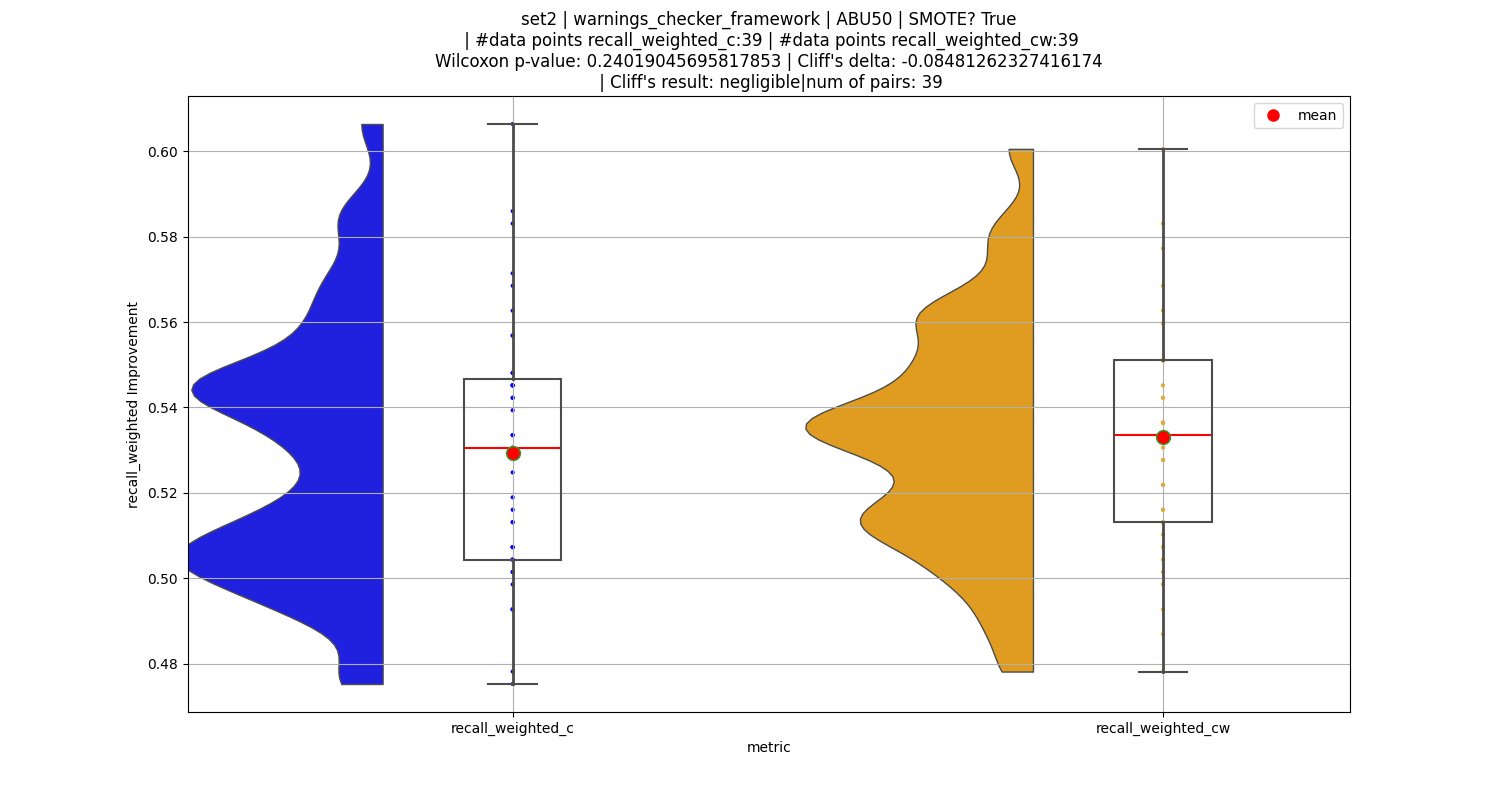 set2 | warnings_checker_framework | ABU50 | SMOTE? True
| #data points recall_weighted_c:39 | #data points recall_weighted_cw:39
Wilcoxon p-value: 0.24019045695817853 | Cliff's delta: -0.08481262327416174
| Cliff's result: negligible|num of pairs: 39
mean
0.60
0.58
0.56
0.54
0.52
0.50
0.48
recall_weighted Improvement
recall_weighted_c
recall_weighted_cw
metric